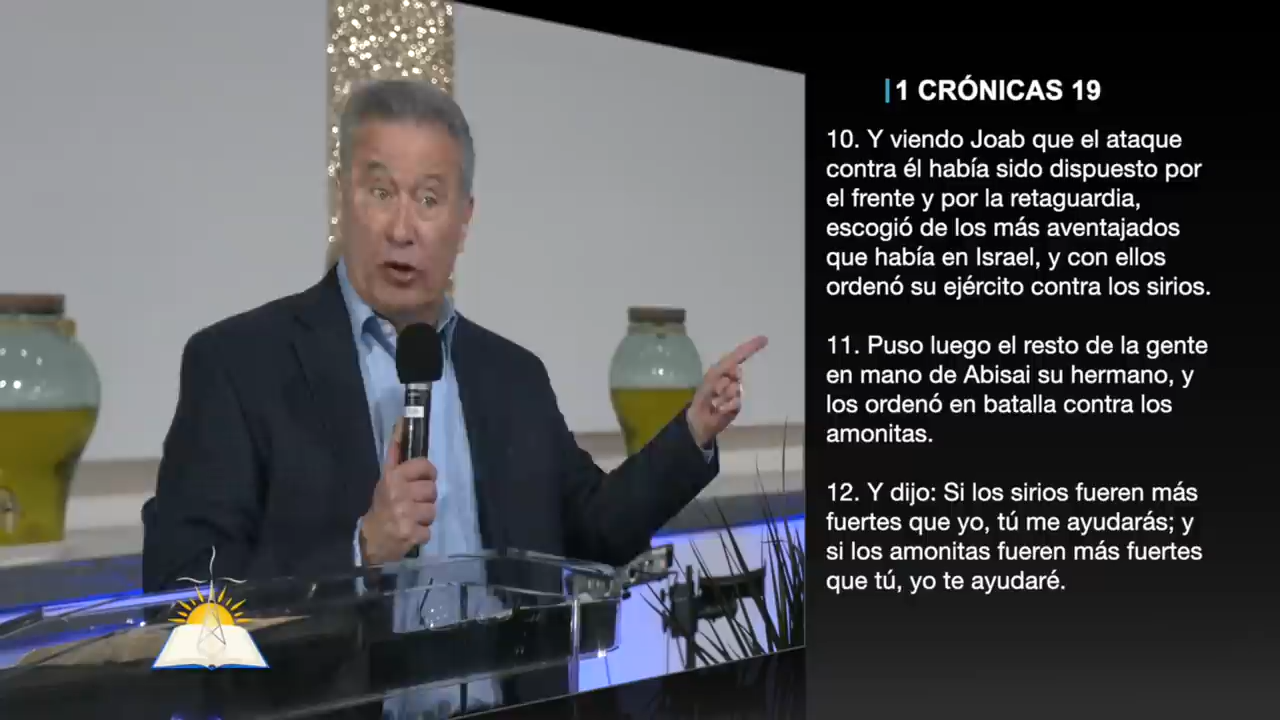 1 CRÓNICAS 19
10. Y viendo Joab que el ataque
contra él había sido dispuesto por
el frente y por la retaguardia,
escogió de los más aventajados
que había en Israel, y con ellos
ordenó su ejército contra los sirios.
11. Puso luego el resto de la gente
en mano de Abisai su hermano, y
los ordenó en batalla contra los
amonitas.
12. Y dijo: Si los sirios fueren más
fuertes que yo, tú me ayudarás; y
si los amonitas fueren más fuertes
que tú, yo te ayudaré.